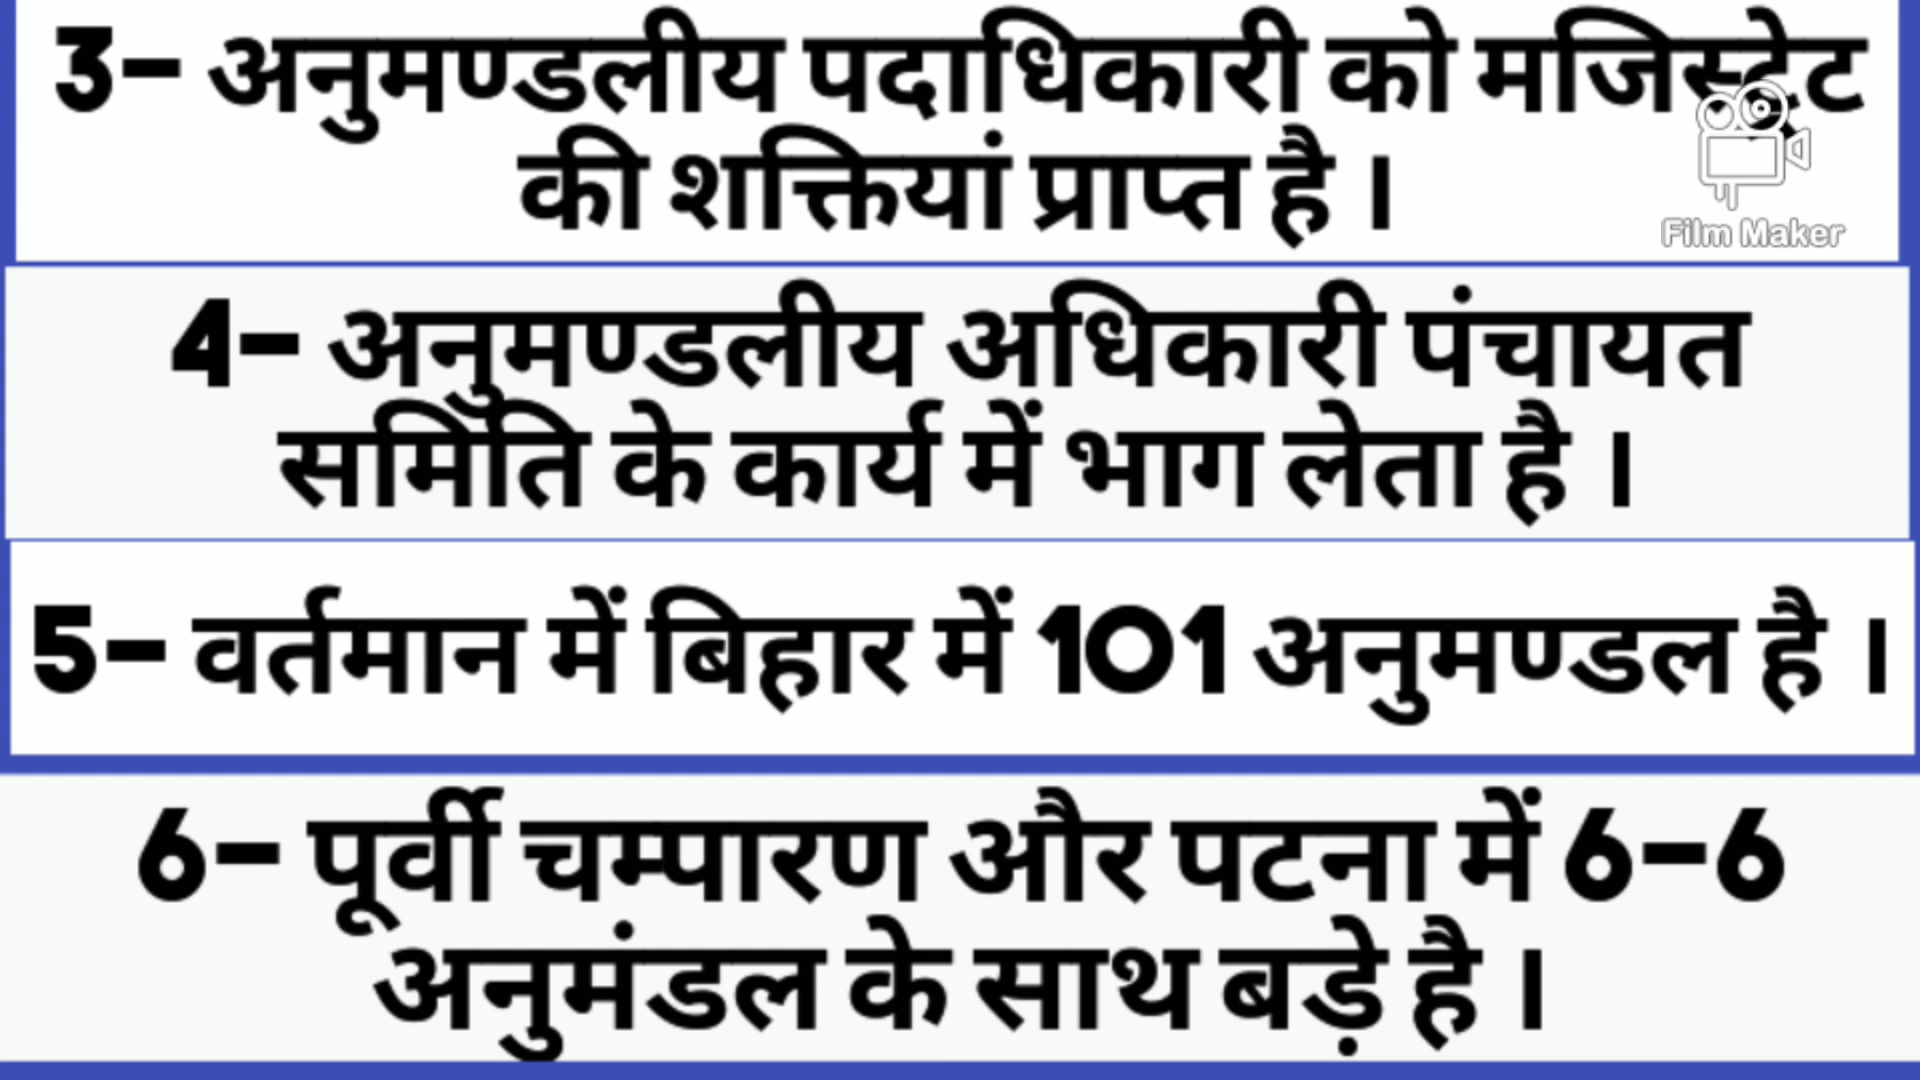 3- अनुमण्डलीय पदाधिकारी को मजिस्ट्रेट
की शक्तियां प्राप्त है ।
Film Maker
4- अनुमण्डलीय अधिकारी पंचायत
समिति के कार्य में भाग लेता है ।
5- वर्तमान में बिहार में 101 अनुमण्डल है ।
6- पूर्वी चम्पारण और पटना में 6-6
अनुमंडल के साथ बड़े है ।